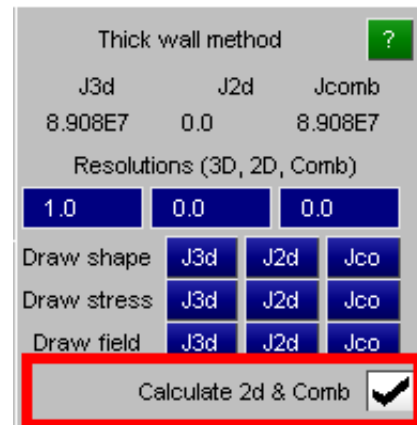 Thick wall method ?
J3d J2d Jcomb
8.908E7 0.0 8.908E7
Resolutions (3D, 2D, Comb)
1.0 0.0 0.0
Draw shape J3d J2d Jco
Draw stress J3d J2d Jco
Draw field J3d J2d Jco
Calculate 2d & Comb